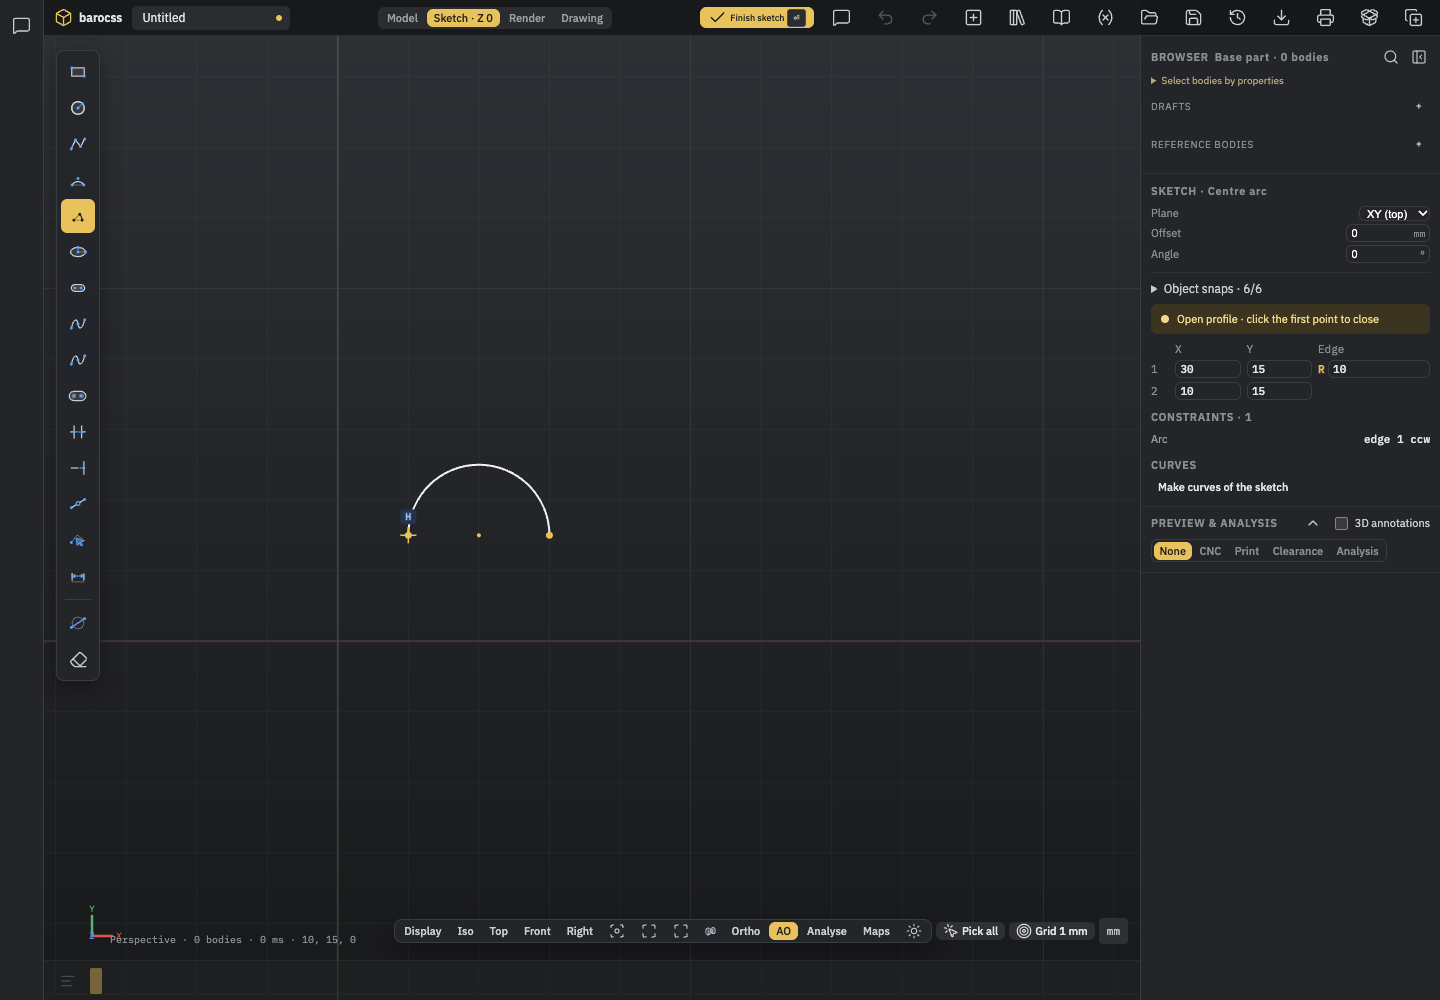 barocss
Untitled
Model
Sketch · Z 0
Render
Drawing
Finish sketch
BROWSER Base part · 0 bodies
Select bodies by properties
DRAFTS
+
REFERENCE BODIES
+
SKETCH · Centre arc
Plane
XY (top)
Offset
0
mm
Angle
0
°
Object snaps · 6/6
Open profile · click the first point to close
X Y Edge
1 30 15 R 10
2 10 15
CONSTRAINTS · 1
Arc
edge 1 ccw
CURVES
Make curves of the sketch
PREVIEW & ANALYSIS
3D annotations
None
CNC
Print
Clearance
Analysis
H
Y
X
Z
Perspective · 0 bodies · 0 ms · 10, 15, 0
Display
Iso
Top
Front
Right
Ortho
AO
Analyse
Maps
Pick all
Grid 1 mm
mm